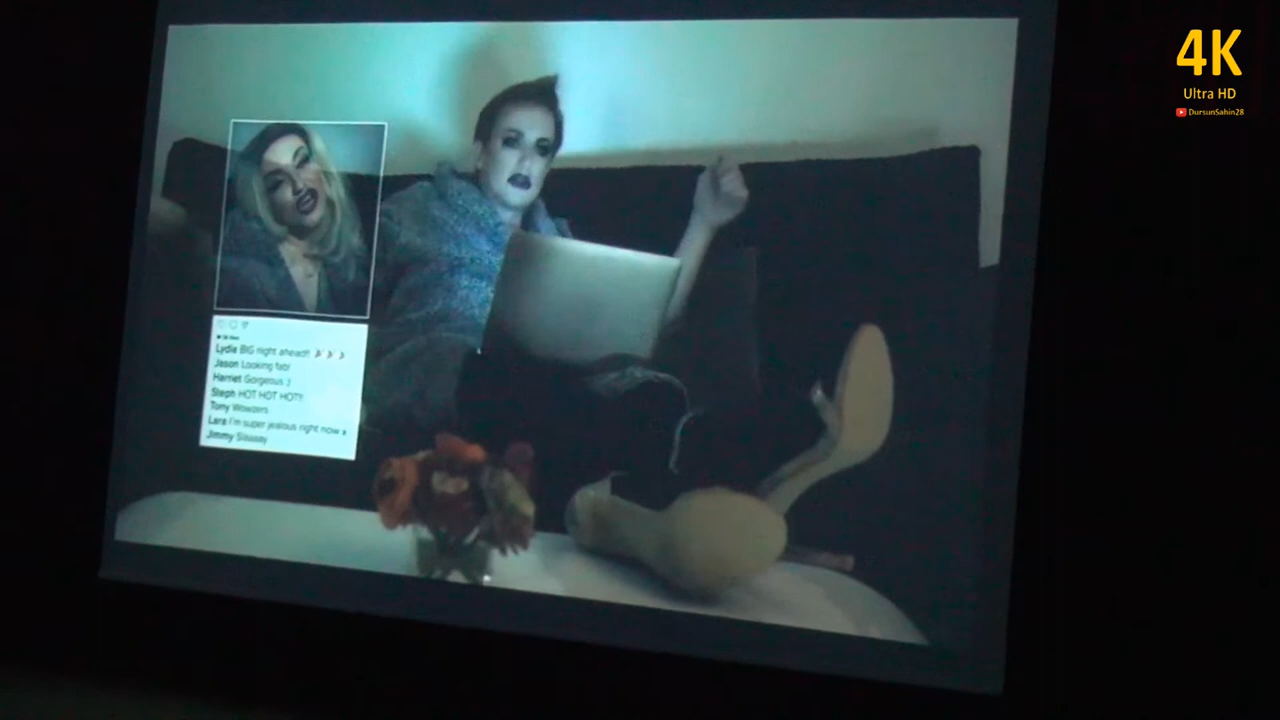 4K
Ultra HD
DursunSahin28
Lydia BIG night ahead!!
Jason Looking fab!
Harriet Gorgeous :)
Steph HOT HOT HOT!!
Tony Wowzers
Lara I'm super jealous right now x
Jimmy Slaaaay